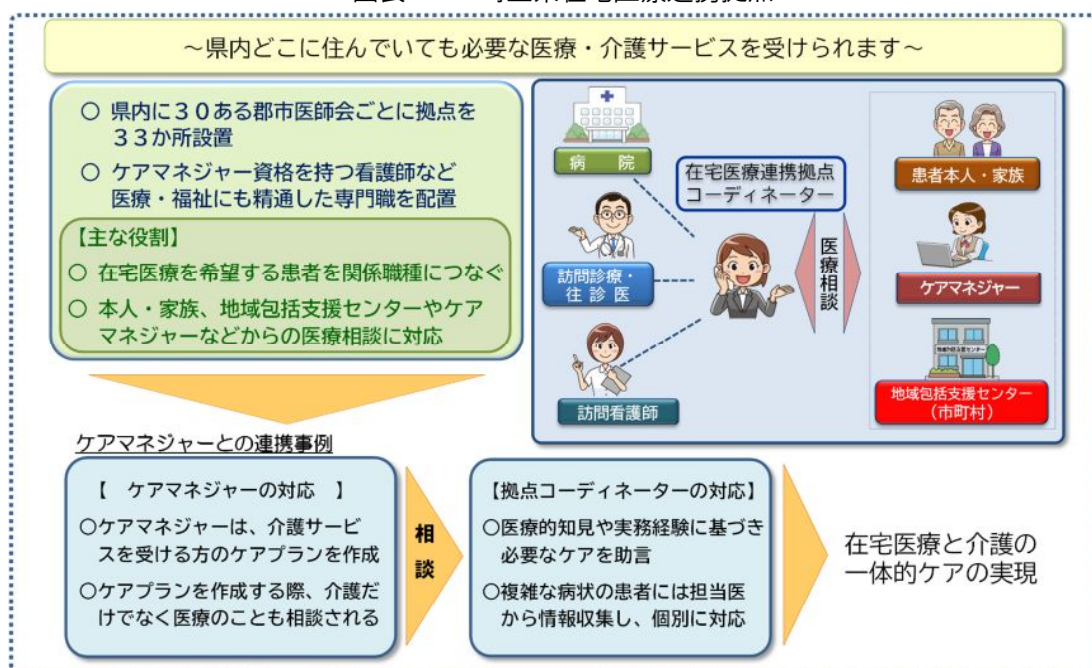 ～県内どこに住んでいても必要な医療・介護サービスを受けられます～
○ 県内に３０ある郡市医師会ごとに拠点を
３３か所設置
○ ケアマネジャー資格を持つ看護師など
医療・福祉にも精通した専門職を配置
【主な役割】
○ 在宅医療を希望する患者を関係職種につなぐ
○ 本人・家族、地域包括支援センターやケア
マネジャーなどからの医療相談に対応
病　院
訪問診療・
往 診 医
訪問看護師
在宅医療連携拠点
コーディネーター
医療相談
患者本人・家族
ケアマネジャー
地域包括支援センター
地域包括支援センター
（市町村）
ケアマネジャーとの連携事例
【　ケアマネジャーの対応　】
○ケアマネジャーは、介護サービ
スを受ける方のケアプランを作成
○ケアプランを作成する際、介護だ
けでなく医療のことも相談される
相談
【拠点コーディネーターの対応】
○医療的知見や実務経験に基づき
必要なケアを助言
○複雑な病状の患者には担当医
から情報収集し、個別に対応
在宅医療と介護の
一体的ケアの実現